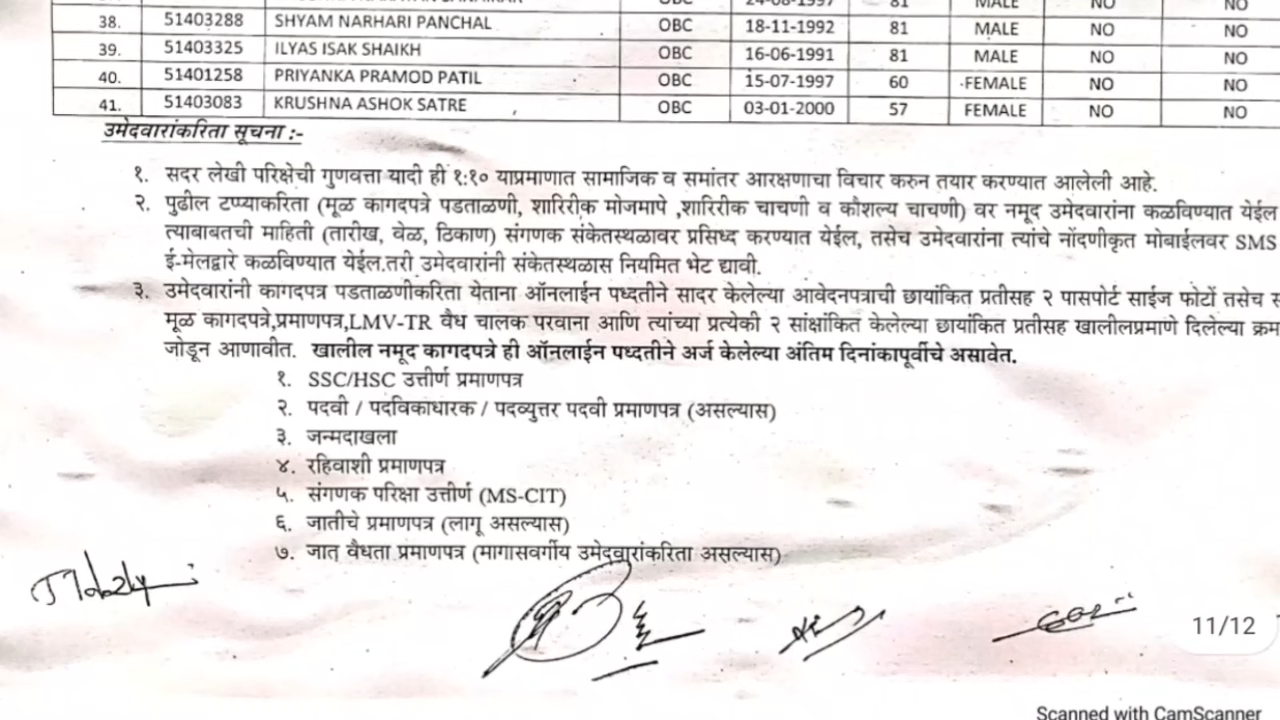 OBC 24-08-1997 81 MALE NO NO
38. 51403288 SHYAM NARHARI PANCHAL OBC 18-11-1992 81 MALE NO NO
39. 51403325 ILYAS ISAK SHAIKH OBC 16-06-1991 81 MALE NO NO
40. 51401258 PRIYANKA PRAMOD PATIL OBC 15-07-1997 60 FEMALE NO NO
41. 51403083 KRUSHNA ASHOK SATRE OBC 03-01-2000 57 FEMALE NO NO
उमेदवारांकरिता सूचना :-
१. सदर लेखी परिक्षेची गुणवत्ता यादी ही १:१० याप्रमाणात सामाजिक व समांतर आरक्षणाचा विचार करुन तयार करण्यात आलेली आहे.
२. पुढील टप्प्याकरिता (मूळ कागदपत्रे पडताळणी, शारिरीक मोजमापे ,शारिरीक चाचणी व कौशल्य चाचणी) वर नमूद उमेदवारांना कळविण्यात येईल
त्याबाबतची माहिती (तारीख, वेळ, ठिकाण) संगणक संकेतस्थळावर प्रसिध्द करण्यात येईल, तसेच उमेदवारांना त्यांचे नोंदणीकृत मोबाईलवर SMS
ई-मेलद्वारे कळविण्यात येईल.तरी उमेदवारांनी संकेतस्थळास नियमित भेट द्यावी.
३. उमेदवारांनी कागदपत्र पडताळणीकरिता येताना ऑनलाईन पध्दतीने सादर केलेल्या आवेदनपत्राची छायांकित प्रतीसह २ पासपोर्ट साईज फोटों तसेच
मूळ कागदपत्रे,प्रमाणपत्र,LMV-TR वैध चालक परवाना आणि त्यांच्या प्रत्येकी २ सांक्षांकित केलेल्या छायांकित प्रतीसह खालीलप्रमाणे दिलेल्या क्रम
जोडून आणावीत. खालील नमूद कागदपत्रे ही ऑनलाईन पध्दतीने अर्ज केलेल्या अंतिम दिनांकापूर्वीचे असावेत.
१. SSC/HSC उत्तीर्ण प्रमाणपत्र
२. पदवी / पदविकाधारक / पदव्युत्तर पदवी प्रमाणपत्र (असल्यास)
३. जन्मदाखला
४. रहिवाशी प्रमाणपत्र
५. संगणक परिक्षा उत्तीर्ण (MS-CIT)
६. जातीचे प्रमाणपत्र (लागू असल्यास)
७. जात वैधता प्रमाणपत्र (मागासवर्गीय उमेदवारांकरिता असल्यास)
11/12
Scanned with CamScanner